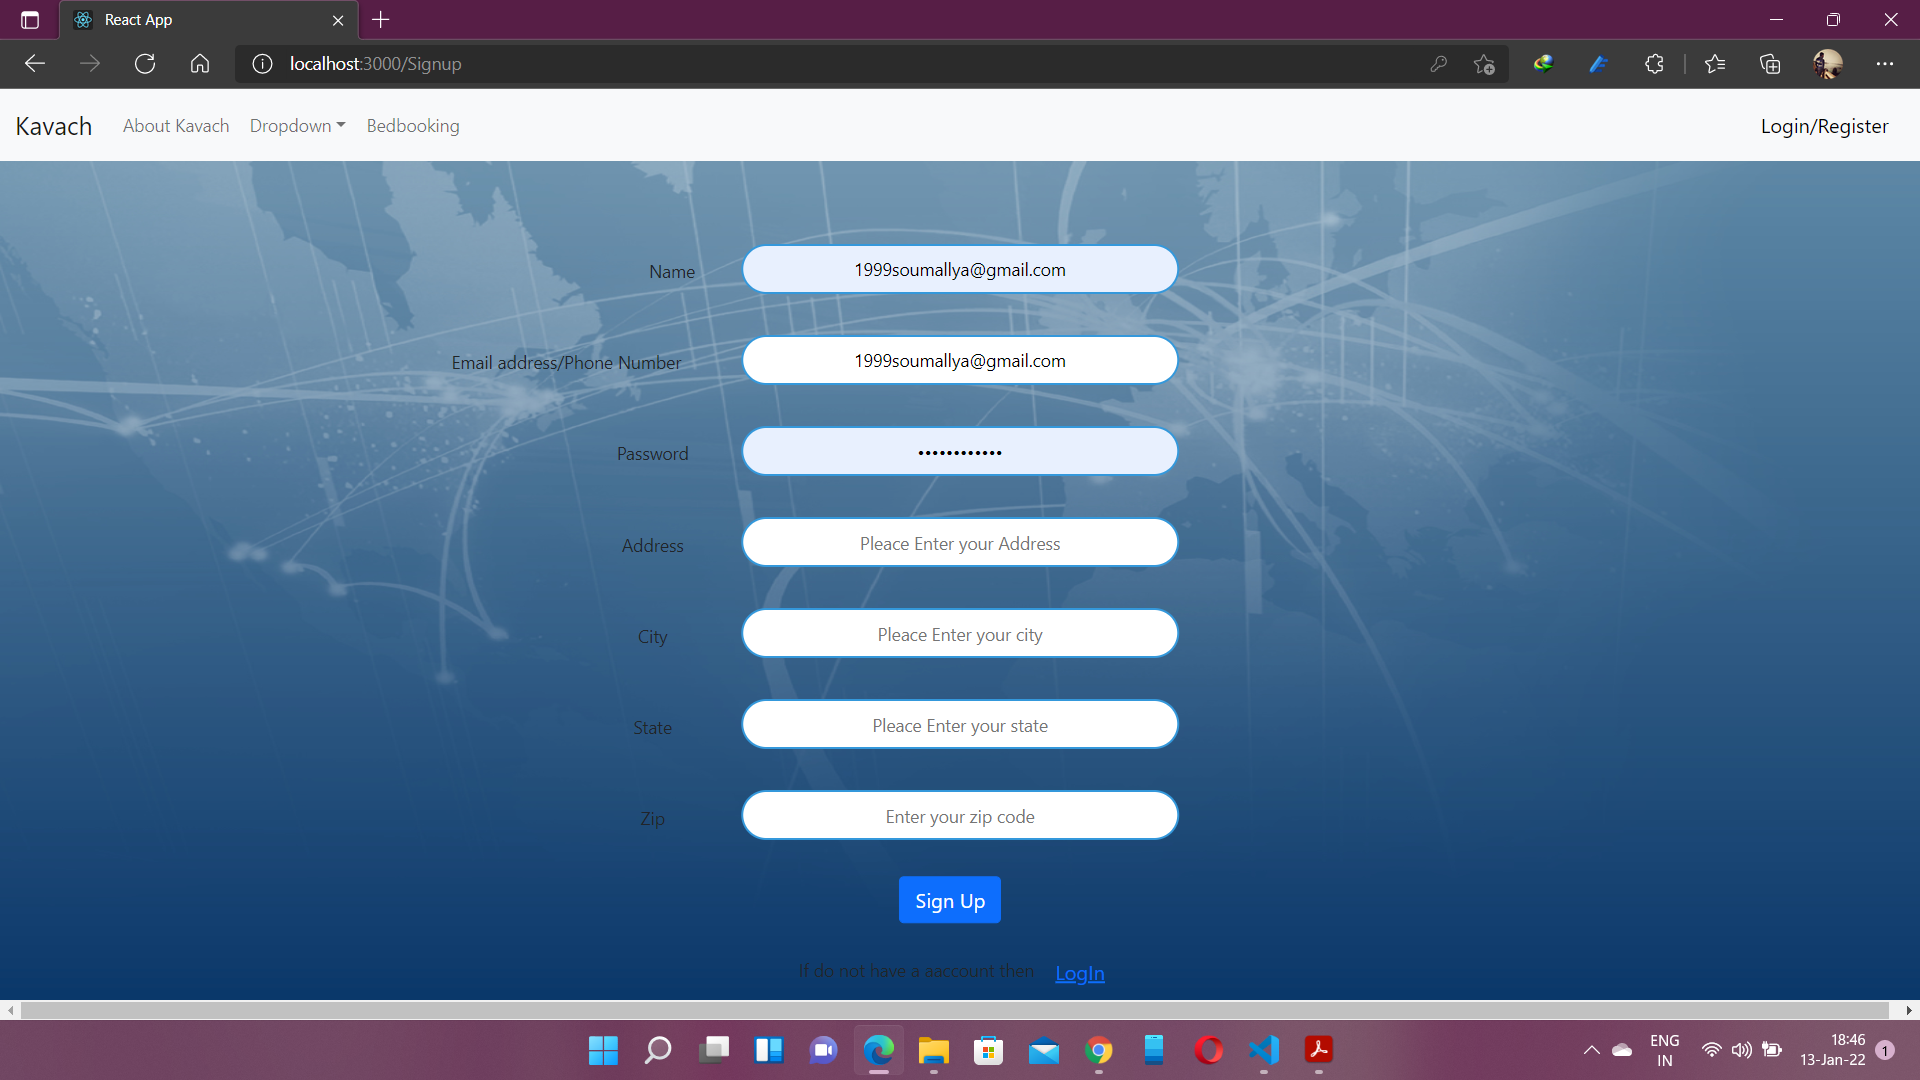 React App
localhost:3000/Signup
Kavach About Kavach Dropdown Bedbooking Login/Register
Name 1999soumallya@gmail.com
Email address/Phone Number 1999soumallya@gmail.com
Password ••••••••••••
Address Pleace Enter your Address
City Pleace Enter your city
State Pleace Enter your state
Zip Enter your zip code
Sign Up
If do not have a aaccount then LogIn
ENG 18:46
IN 13-Jan-22 1